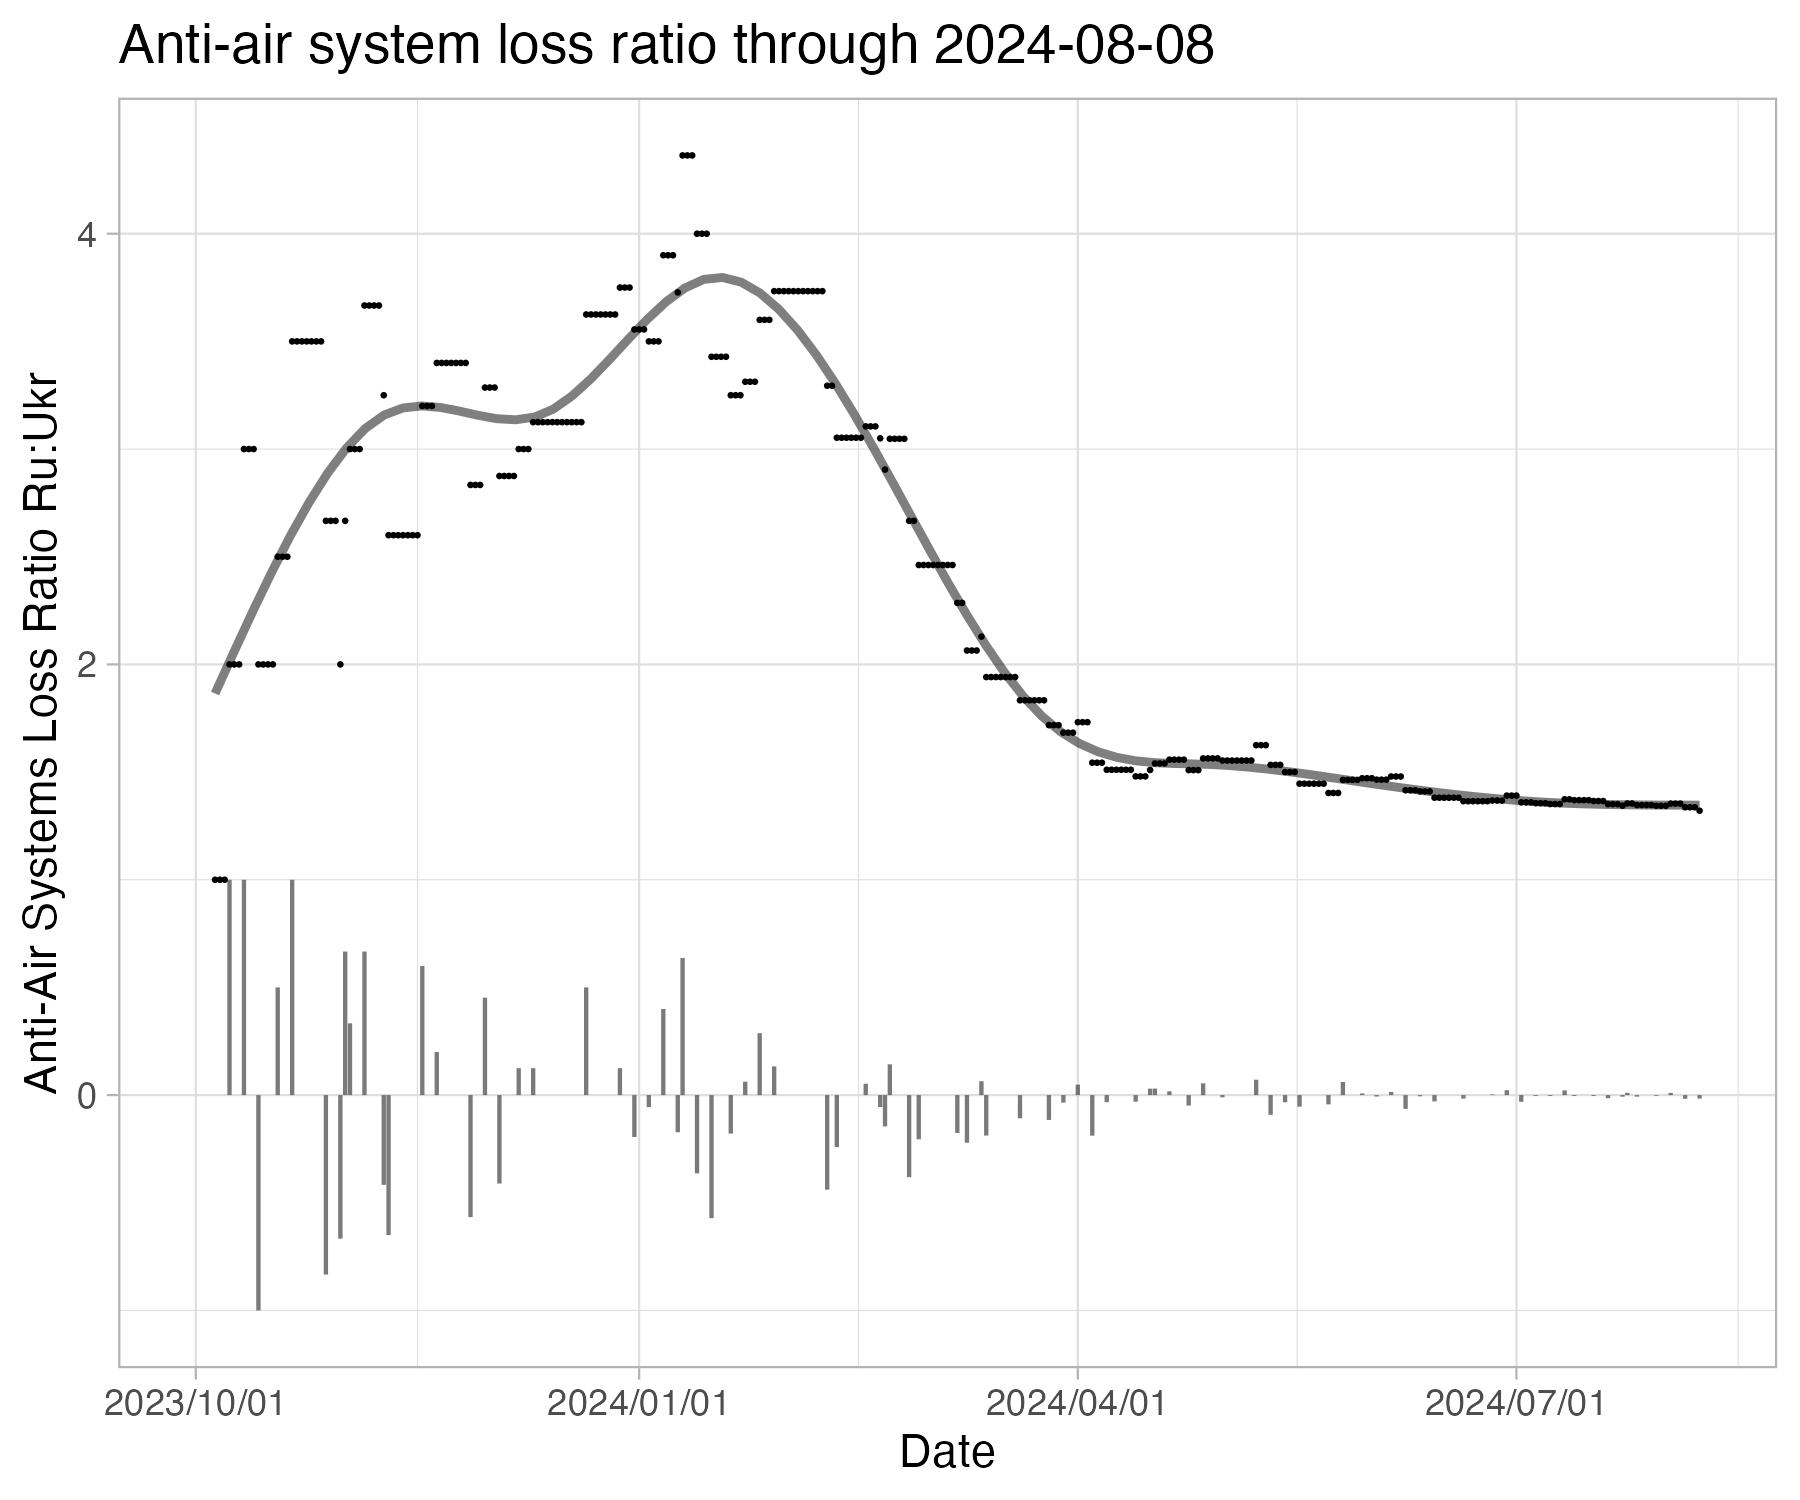 Anti-air system loss ratio through 2024-08-08
Anti-Air Systems Loss Ratio Ru:Ukr
4
2
0
2023/10/01
2024/01/01
2024/04/01
2024/07/01
Date